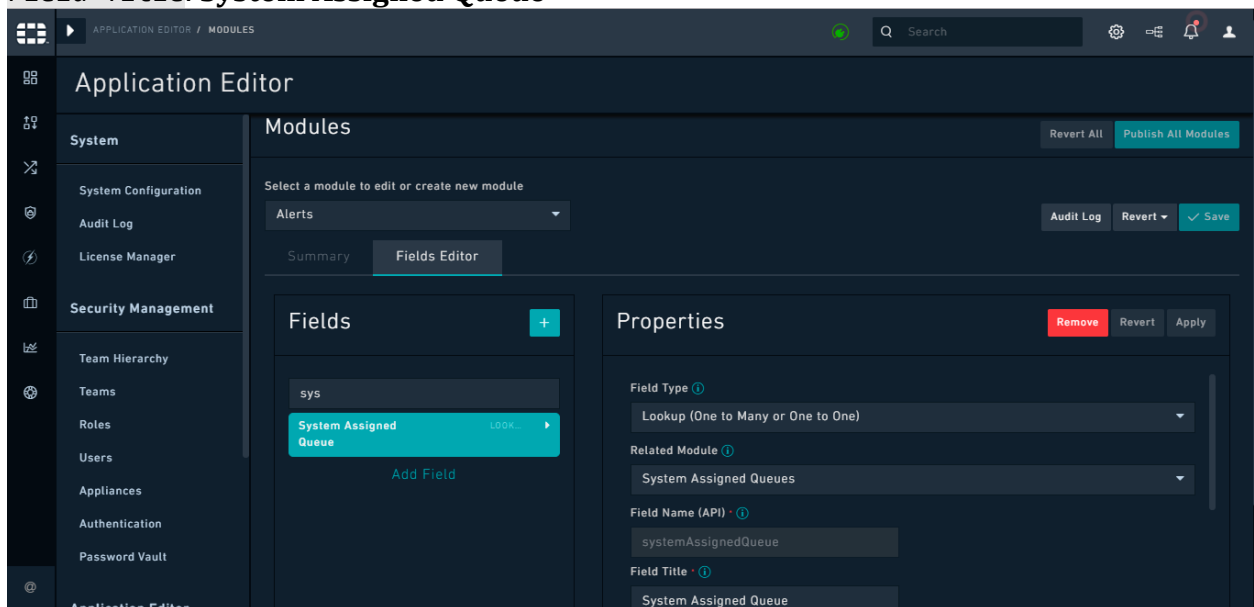 APPLICATION EDITOR / MODULES
Search
Application Editor
System
System Configuration
Audit Log
License Manager
Security Management
Team Hierarchy
Teams
Roles
Users
Appliances
Authentication
Password Vault
@
Modules
Revert All
Publish All Modules
Select a module to edit or create new module
Alerts
Audit Log
Revert
Save
Summary
Fields Editor
Fields
+
sys
System Assigned
Queue
LOOK...
Add Field
Properties
Remove
Revert
Apply
Field Type
Lookup (One to Many or One to One)
Related Module
System Assigned Queues
Field Name (API)
systemAssignedQueue
Field Title
System Assigned Queue